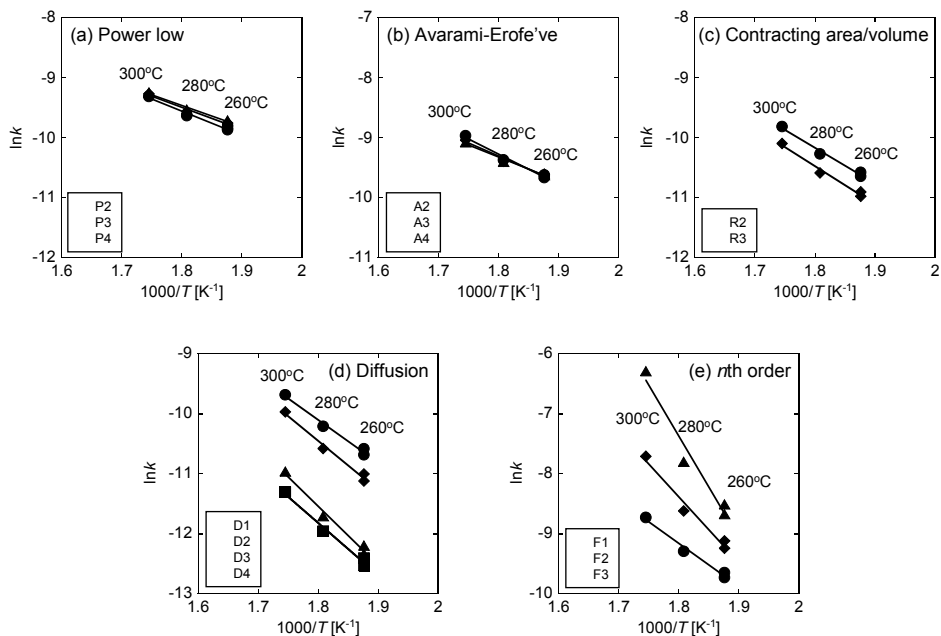 (a) Power low
300°C
280°C
260°C
P2
P3
P4
-8
-9
-10
-11
-12
1.6
1.7
1.8
1.9
2
lnk
1000/T [K⁻¹]
(b) Avarami-Erofe've
300°C
280°C
260°C
A2
A3
A4
-7
-8
-9
-10
-11
1.6
1.7
1.8
1.9
2
lnk
1000/T [K⁻¹]
(c) Contracting area/volume
300°C
280°C
260°C
R2
R3
-8
-9
-10
-11
-12
1.6
1.7
1.8
1.9
2
lnk
1000/T [K⁻¹]
(d) Diffusion
300°C
280°C
260°C
D1
D2
D3
D4
-9
-10
-11
-12
-13
1.6
1.7
1.8
1.9
2
lnk
1000/T [K⁻¹]
(e) nth order
300°C
280°C
260°C
F1
F2
F3
-6
-7
-8
-9
-10
1.6
1.7
1.8
1.9
2
lnk
1000/T [K⁻¹]